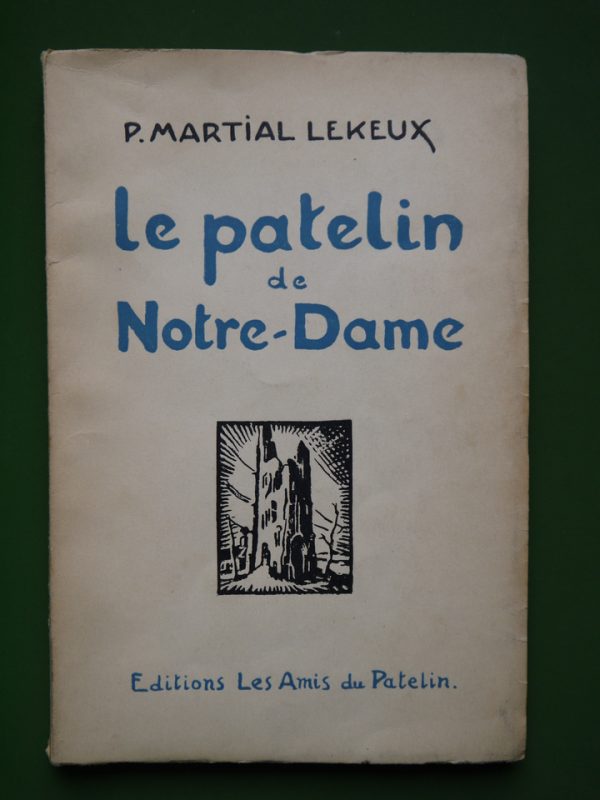 P. MARTIAL LEKEUX
le patelin
de
Notre-Dame
Editions Les Amis du Patelin.